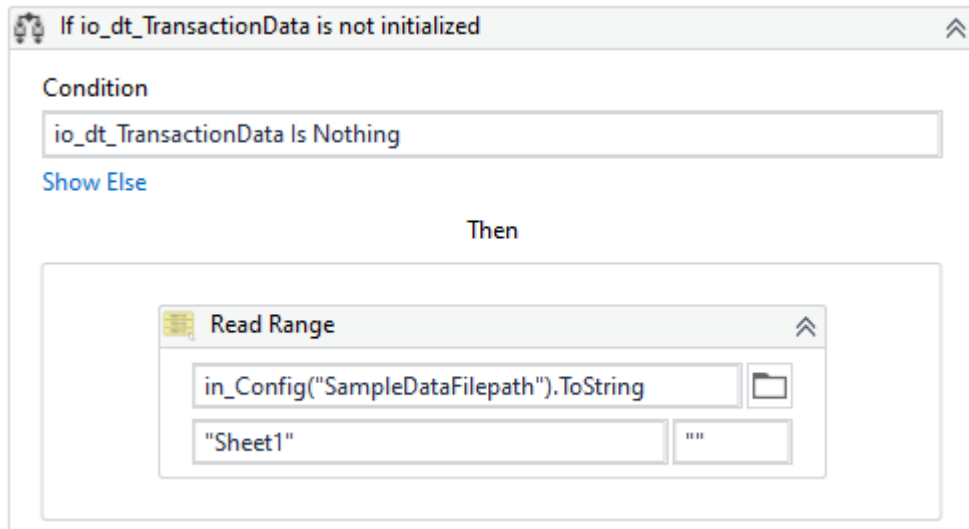 If io_dt_TransactionData is not initialized
Condition
io_dt_TransactionData Is Nothing
Show Else
Then
Read Range
in_Config("SampleDataFilepath").ToString
"Sheet1" ""